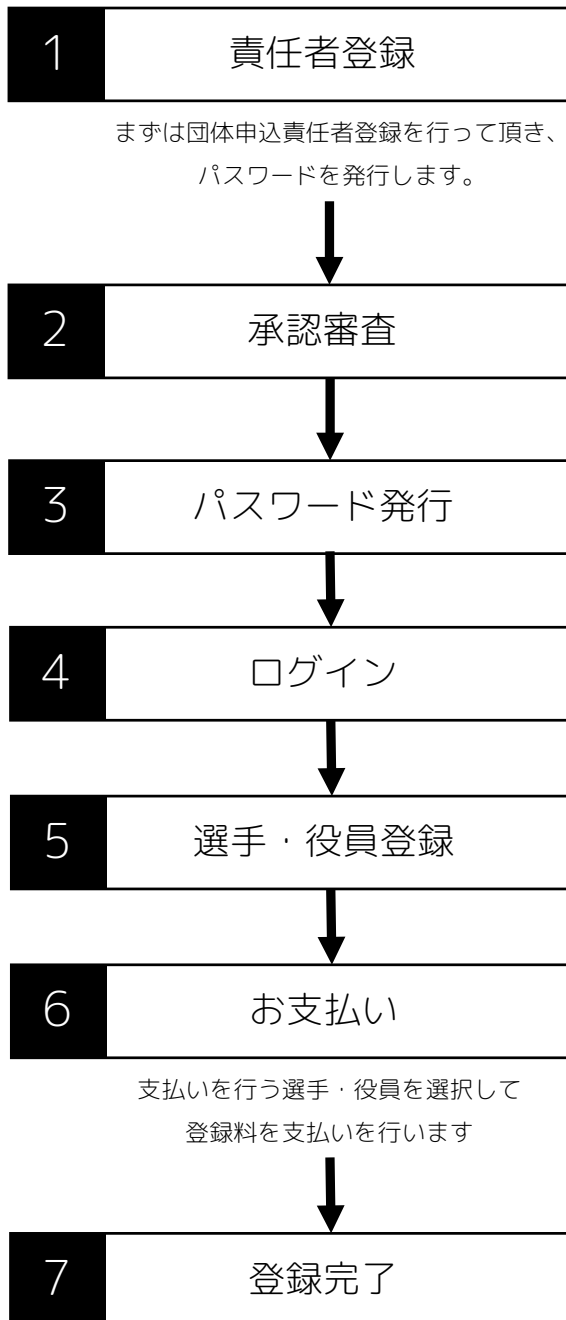 1 責任者登録
まずは団体申込責任者登録を行って頂き、
パスワードを発行します。
2 承認審査
3 パスワード発行
4 ログイン
5 選手・役員登録
6 お支払い
支払いを行う選手・役員を選択して
登録料を支払いを行います
7 登録完了